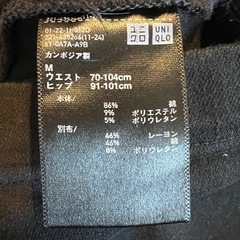 ユニ
クロ
UNI
QLO
カンボジア製
M
ウエスト 70-104cm
ヒップ 91-101cm
本体/
86% 綿
9% ポリエステル
5% ポリウレタン
別布/
46% レーヨン
46% 綿
8% ポリウレタン